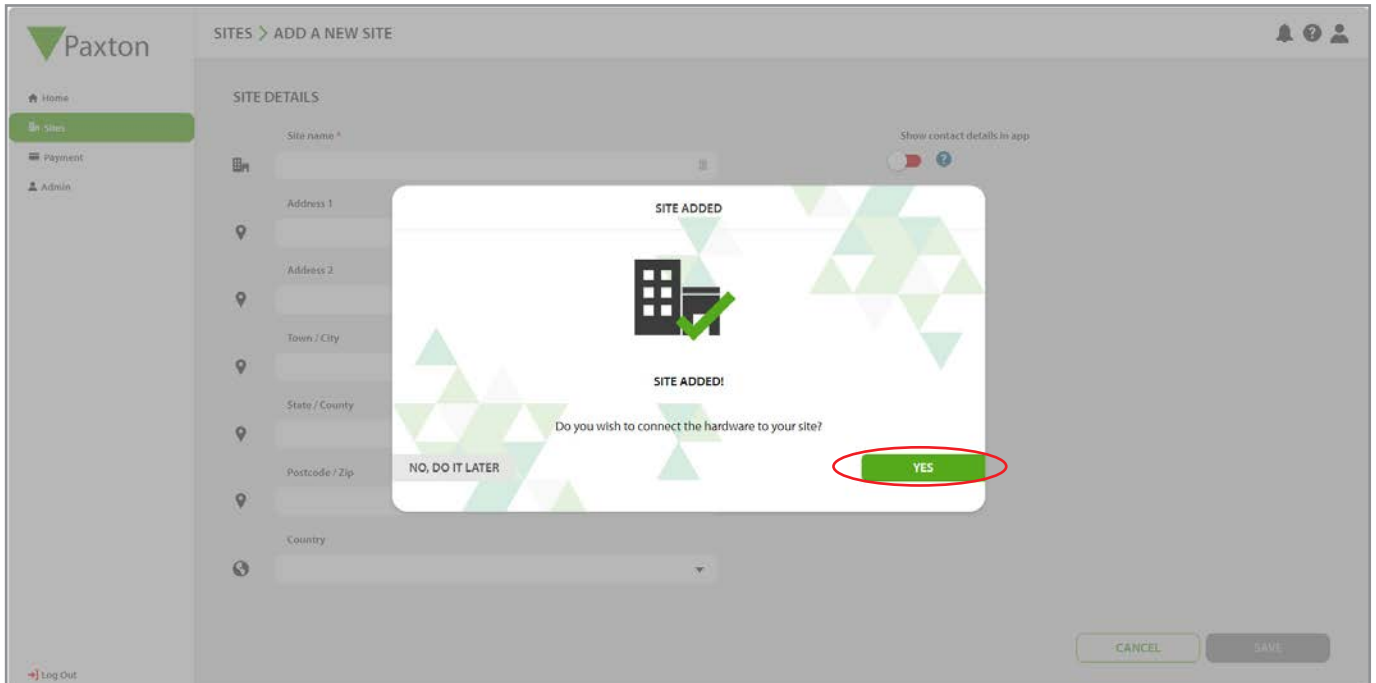 Paxton
SITES > ADD A NEW SITE
Home
Sites
Payment
Admin
SITE DETAILS
Site name *
Show contact details in app
Address 1
Address 2
Town / City
State / County
Postcode / Zip
Country
SITE ADDED
SITE ADDED!
Do you wish to connect the hardware to your site?
NO, DO IT LATER
YES
CANCEL
SAVE
Log Out